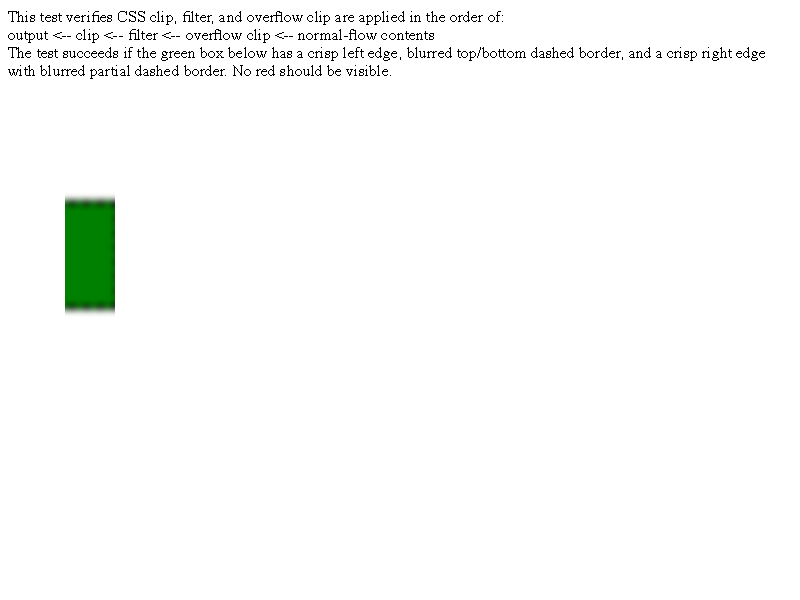 This test verifies CSS clip, filter, and overflow clip are applied in the order of:
output <-- clip <-- filter <-- overflow clip <-- normal-flow contents
The test succeeds if the green box below has a crisp left edge, blurred top/bottom dashed border, and a crisp right edge
with blurred partial dashed border. No red should be visible.